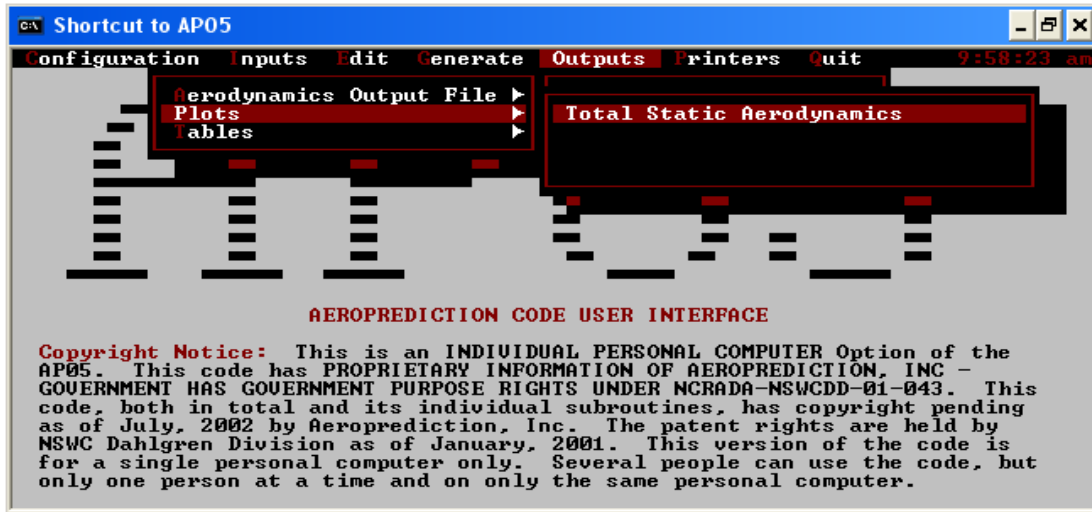 Shortcut to AP05
Configuration Inputs Edit Generate Outputs Printers Quit 9:58:23 am
Aerodynamics Output File
Plots
Tables
Total Static Aerodynamics
AEROPREDICTION CODE USER INTERFACE
Copyright Notice: This is an INDIVIDUAL PERSONAL COMPUTER Option of the
AP05. This code has PROPRIETARY INFORMATION OF AEROPREDICTION, INC -
GOVERNMENT HAS GOVERNMENT PURPOSE RIGHTS UNDER NCRADA-NSWCDD-01-043. This
code, both in total and its individual subroutines, has copyright pending
as of July, 2002 by Aeroprediction, Inc. The patent rights are held by
NSWC Dahlgren Division as of January, 2001. This version of the code is
for a single personal computer only. Several people can use the code, but
only one person at a time and on only the same personal computer.